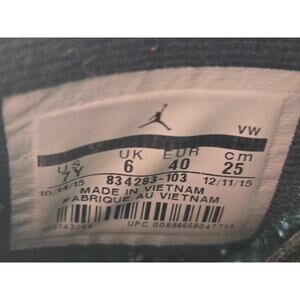 VW
US UK EUR cm
7Y 6 40 25
10/14/15 834283-103 12/11/15
MADE IN VIETNAM
FABRIQUE AU VIETNAM